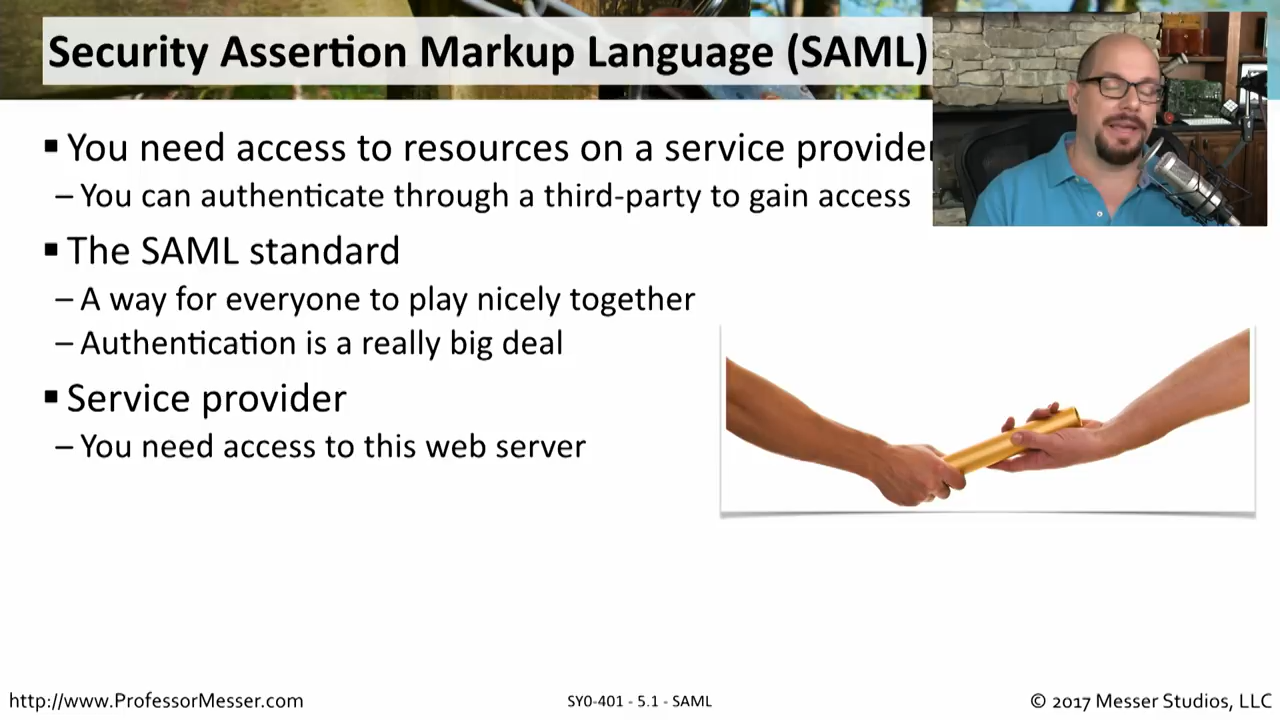 Security Assertion Markup Language (SAML)
▪ You need access to resources on a service provider
– You can authenticate through a third-party to gain access
▪ The SAML standard
– A way for everyone to play nicely together
– Authentication is a really big deal
▪ Service provider
– You need access to this web server
http://www.ProfessorMesser.com
SY0-401 - 5.1 - SAML
© 2017 Messer Studios, LLC